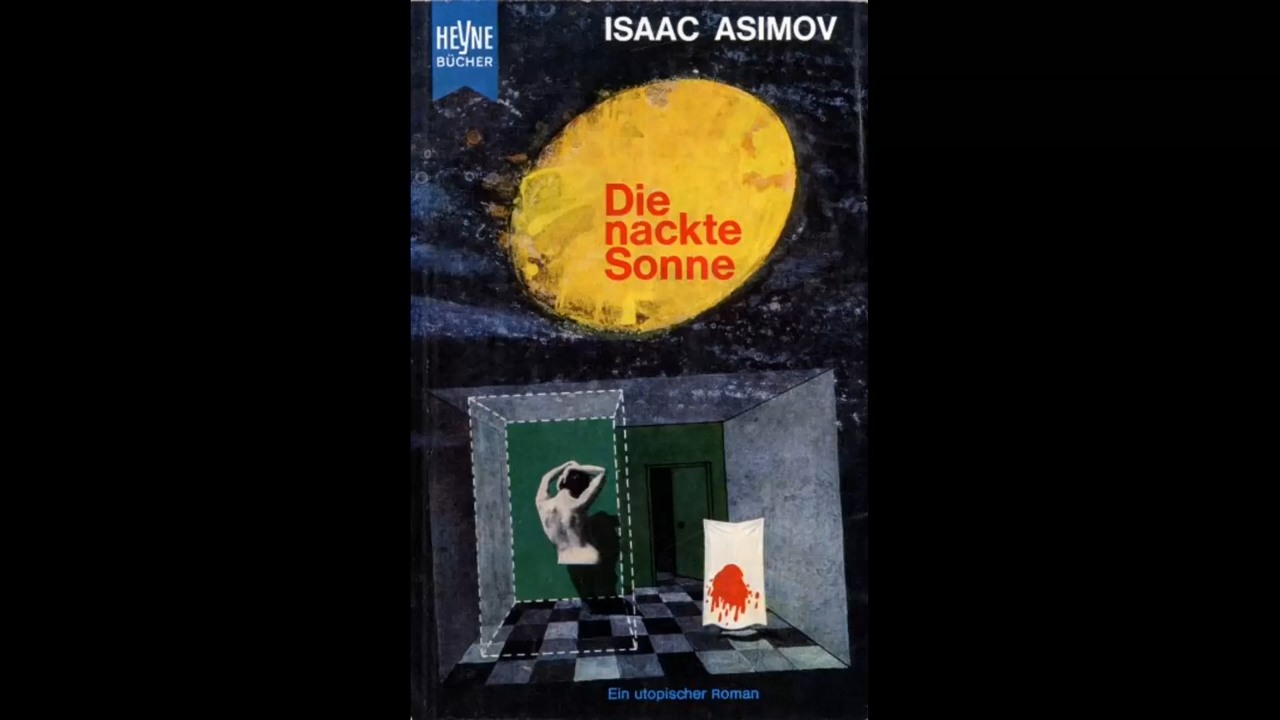 HEYNE
BÜCHER
ISAAC ASIMOV
Die
nackte
Sonne
Ein utopischer Roman